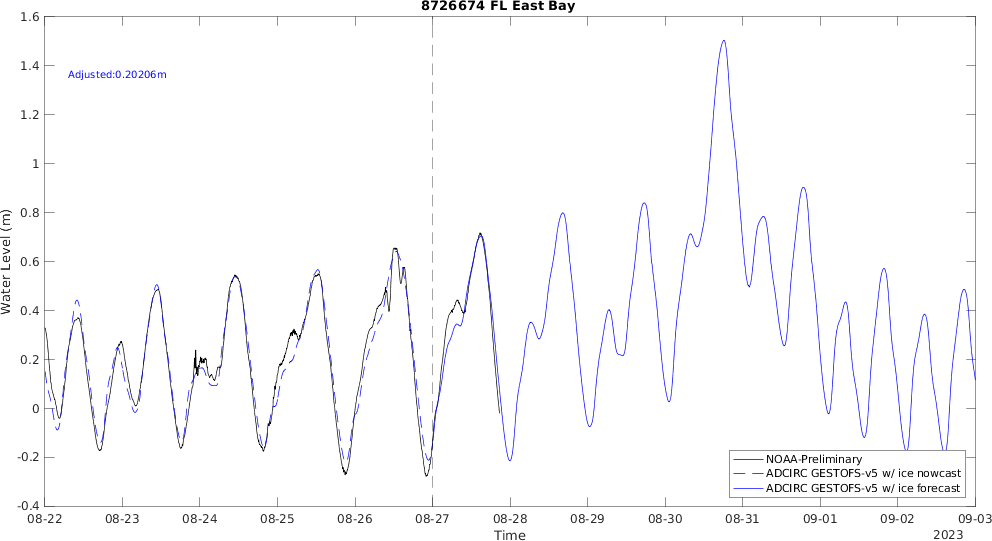 8726674 FL East Bay
Adjusted:0.20206m
Water Level (m)
1.6
1.4
1.2
1
0.8
0.6
0.4
0.2
0
-0.2
-0.4
NOAA-Preliminary
ADCIRC GESTOFS-v5 w/ ice nowcast
ADCIRC GESTOFS-v5 w/ ice forecast
08-22 08-23 08-24 08-25 08-26 08-27 08-28 08-29 08-30 08-31 09-01 09-02 09-03
Time
2023